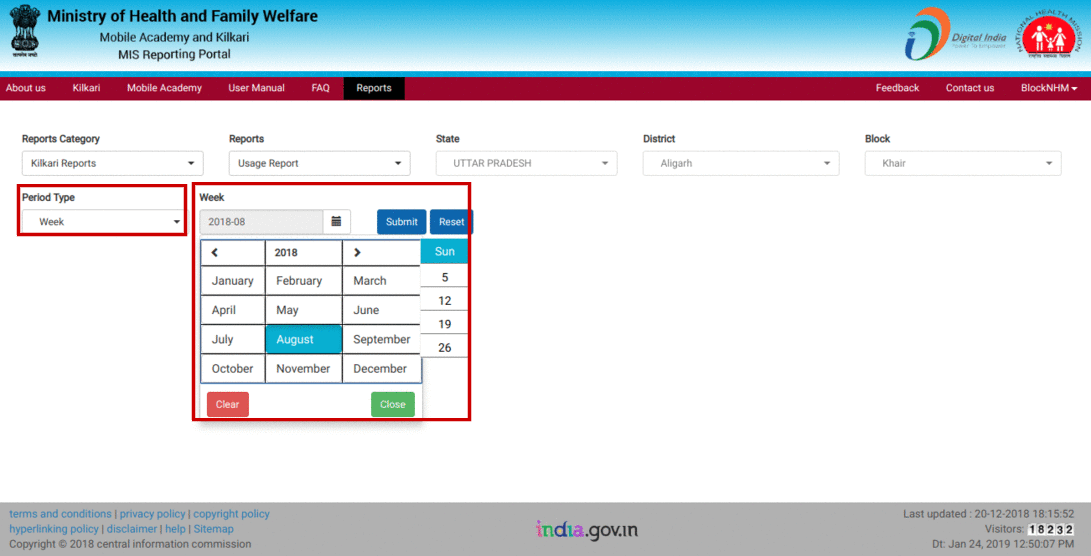 Ministry of Health and Family Welfare
Mobile Academy and Kilkari
MIS Reporting Portal
Digital India
Power To Empower
NATIONAL HEALTH MISSION
About us Kilkari Mobile Academy User Manual FAQ Reports Feedback Contact us BlockNHM
Reports Category Reports State District Block
Kilkari Reports Usage Report UTTAR PRADESH Aligarh Khair
Period Type Week
Week 2018-08 Submit Reset
2018 Sun
January February March 5
April May June 12
July August September 19
October November December 26
Clear Close
terms and conditions | privacy policy | copyright policy
hyperlinking policy | disclaimer | help | Sitemap
Copyright © 2018 central information commission
india.gov.in
Last updated : 20-12-2018 18:15:52
Visitors: 18232
Dt: Jan 24, 2019 12:50:07 PM